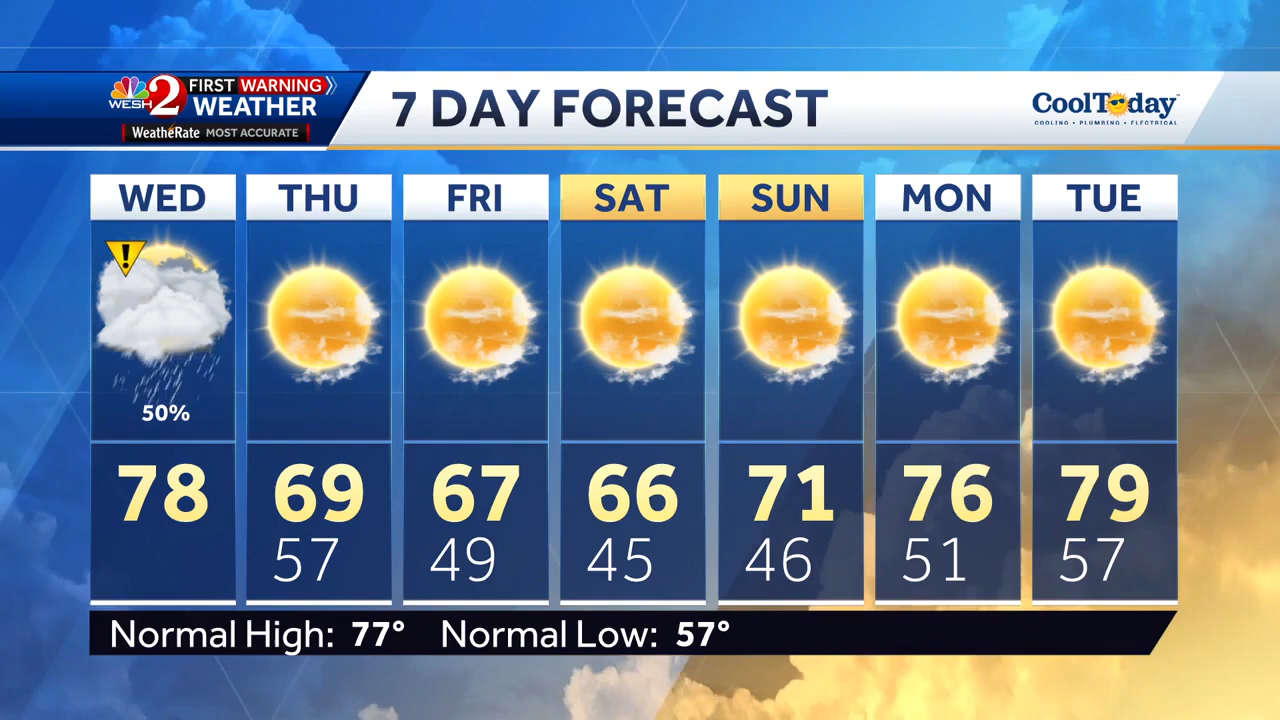 WESH 2 FIRST WARNING WEATHER
WeatheRate MOST ACCURATE
7 DAY FORECAST
CoolToday™
COOLING • PLUMBING • ELECTRICAL
WED THU FRI SAT SUN MON TUE
!
50%
78 69 67 66 71 76 79
57 49 45 46 51 57
Normal High: 77° Normal Low: 57°